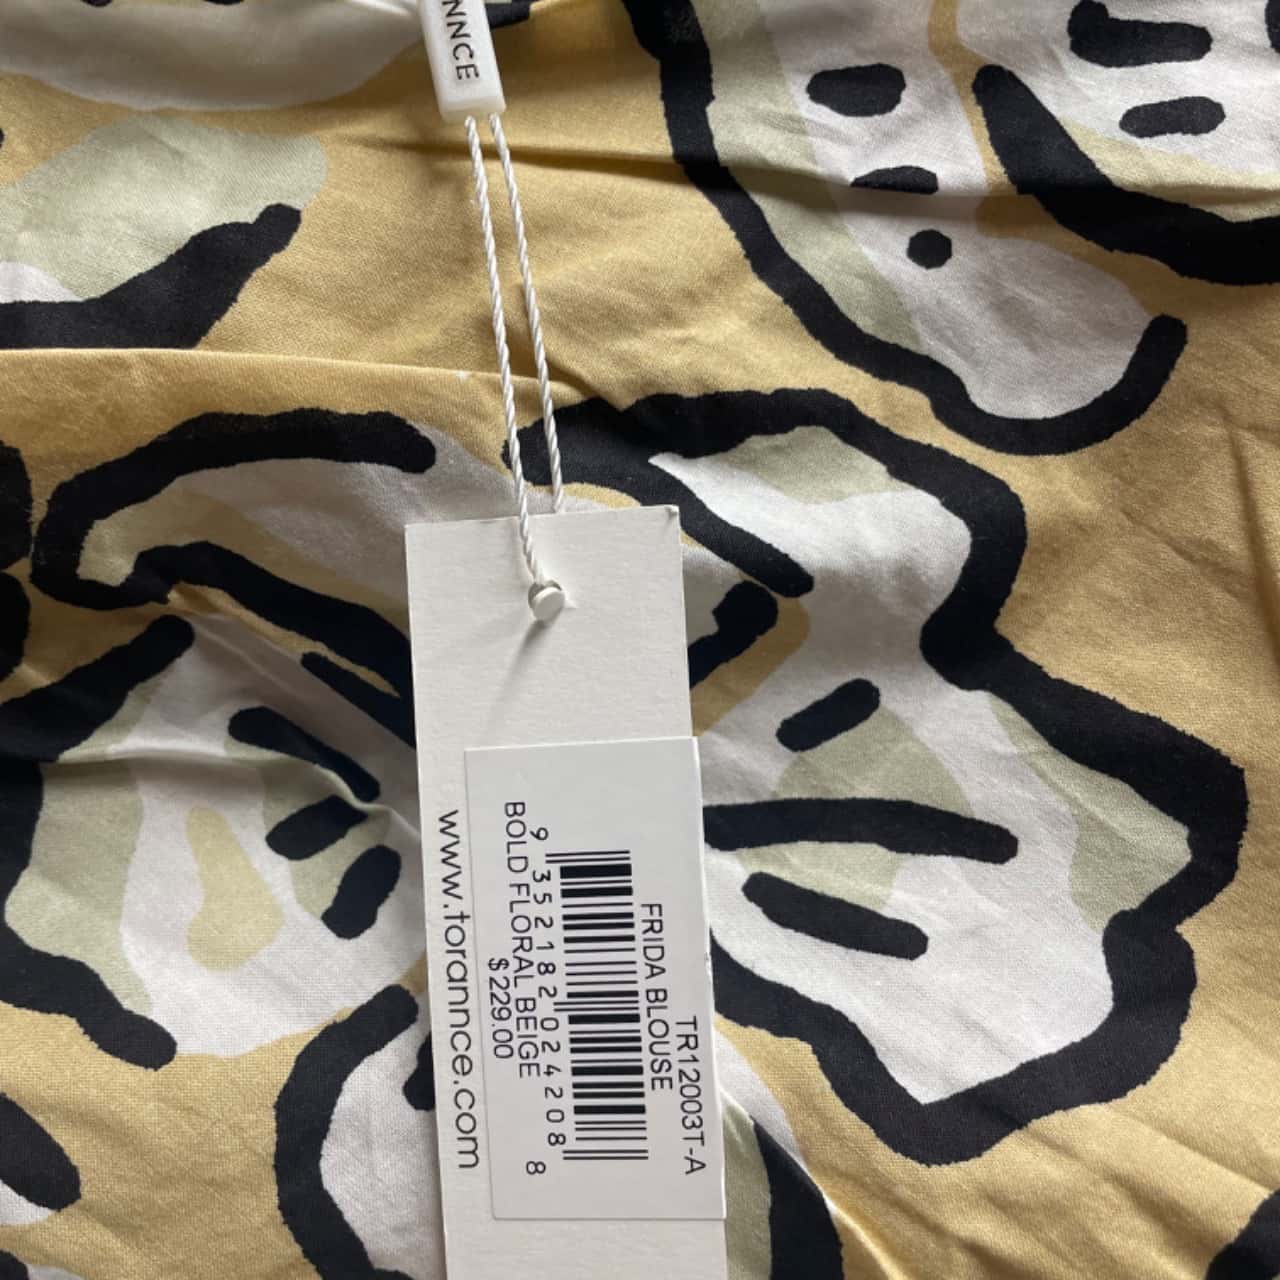 NNCE
TR12003T-A
FRIDA BLOUSE
9 352182 024208 8
BOLD FLORAL BEIGE
$229.00
www.torannce.com